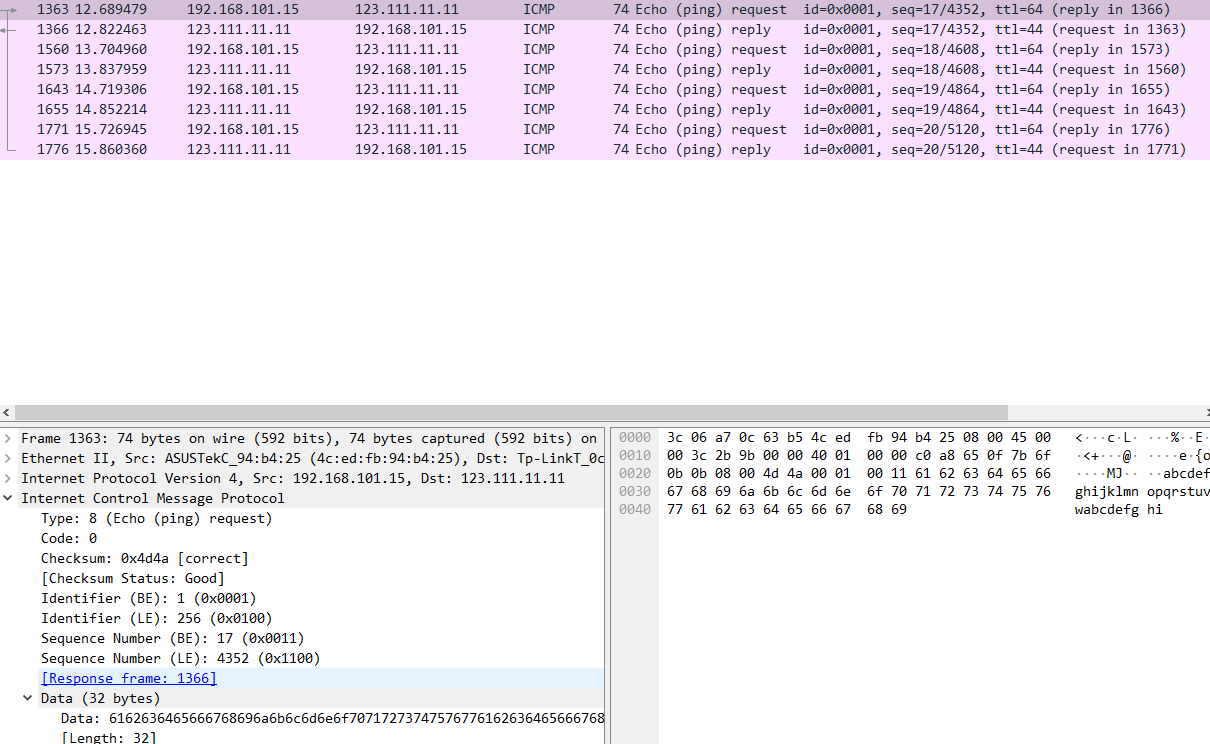 1363 12.689479 192.168.101.15 123.111.11.11 ICMP 74 Echo (ping) request id=0x0001, seq=17/4352, ttl=64 (reply in 1366)
1366 12.822463 123.111.11.11 192.168.101.15 ICMP 74 Echo (ping) reply id=0x0001, seq=17/4352, ttl=44 (request in 1363)
1560 13.704960 192.168.101.15 123.111.11.11 ICMP 74 Echo (ping) request id=0x0001, seq=18/4608, ttl=64 (reply in 1573)
1573 13.837959 123.111.11.11 192.168.101.15 ICMP 74 Echo (ping) reply id=0x0001, seq=18/4608, ttl=44 (request in 1560)
1643 14.719306 192.168.101.15 123.111.11.11 ICMP 74 Echo (ping) request id=0x0001, seq=19/4864, ttl=64 (reply in 1655)
1655 14.852214 123.111.11.11 192.168.101.15 ICMP 74 Echo (ping) reply id=0x0001, seq=19/4864, ttl=44 (request in 1643)
1771 15.726945 192.168.101.15 123.111.11.11 ICMP 74 Echo (ping) request id=0x0001, seq=20/5120, ttl=64 (reply in 1776)
1776 15.860360 123.111.11.11 192.168.101.15 ICMP 74 Echo (ping) reply id=0x0001, seq=20/5120, ttl=44 (request in 1771)
Frame 1363: 74 bytes on wire (592 bits), 74 bytes captured (592 bits) on
Ethernet II, Src: ASUSTekC_94:b4:25 (4c:ed:fb:94:b4:25), Dst: Tp-LinkT_0c
Internet Protocol Version 4, Src: 192.168.101.15, Dst: 123.111.11.11
Internet Control Message Protocol
Type: 8 (Echo (ping) request)
Code: 0
Checksum: 0x4d4a [correct]
[Checksum Status: Good]
Identifier (BE): 1 (0x0001)
Identifier (LE): 256 (0x0100)
Sequence Number (BE): 17 (0x0011)
Sequence Number (LE): 4352 (0x1100)
[Response frame: 1366]
Data (32 bytes)
Data: 6162636465666768696a6b6c6d6e6f7071727374757677616263646566676​8
[Length: 32]
0000 3c 06 a7 0c 63 b5 4c ed fb 94 b4 25 08 00 45 00 <···c·L· ···%··E·
0010 00 3c 2b 9b 00 00 40 01 00 00 c0 a8 65 0f 7b 6f ·<+···@· ····e·{o
0020 0b 0b 08 00 4d 4a 00 01 00 11 61 62 63 64 65 66 ····MJ·· ··abcdef
0030 67 68 69 6a 6b 6c 6d 6e 6f 70 71 72 73 74 75 76 ghijklmn opqrstuv
0040 77 61 62 63 64 65 66 67 68 69 wabcdefg hi